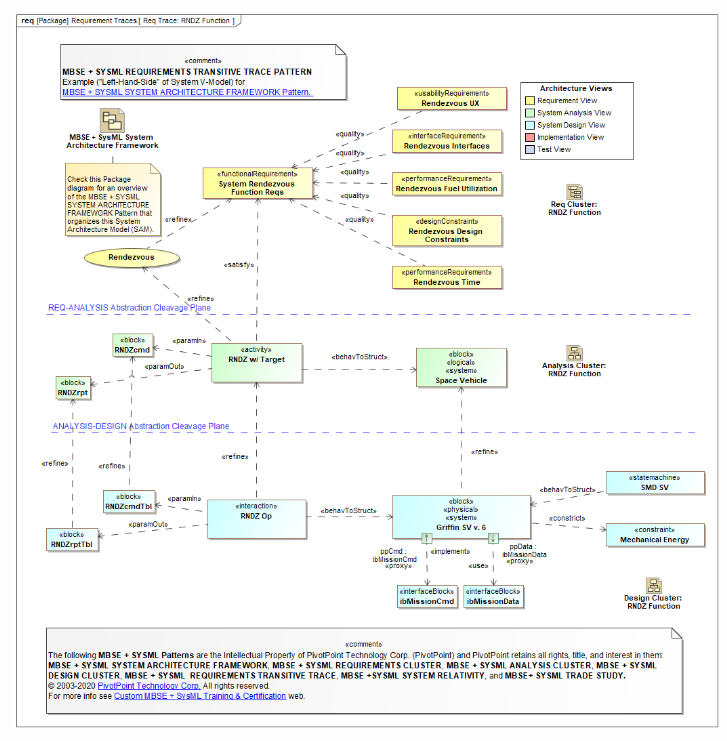 req [Package] Requirement Traces [ Req Trace: RNDZ Function ]
«comment»
MBSE + SYSML REQUIREMENTS TRANSITIVE TRACE PATTERN
Example ("Left-Hand-Side" of System V-Model) for
MBSE + SYSML SYSTEM ARCHITECTURE FRAMEWORK Pattern.
«usabilityRequirement»
Rendezvous UX
Architecture Views
Requirement View
System Analysis View
System Design View
Implementation View
Test View
MBSE + SysML System
Architecture Framework
«quality»
«interfaceRequirement»
Rendezvous Interfaces
«quality»
Check this Package
diagram for an overview
of the MBSE + SYSML
SYSTEM ARCHITECTURE
FRAMEWORK Pattern that
organizes this System
Architecture Model (SAM).
«functionalRequirement»
System Rendezvous
Function Reqs
«quality»
«performanceRequirement»
Rendezvous Fuel Utilization
«quality»
Req Cluster:
RNDZ Function
«refine»
«quality»
«designConstraints»
Rendezvous Design
Constraints
Rendezvous
«satisfy»
«performanceRequirement»
Rendezvous Time
«refine»
REQ-ANALYSIS Abstraction Cleavage Plane
«block»
RNDZcmd
«paramIn»
«activity»
RNDZ w/ Target
«behavToStruct»
«block»
«logical»
«system»
Space Vehicle
Analysis Cluster:
RNDZ Function
«paramOut»
«block»
RNDZrpt
ANALYSIS-DESIGN Abstraction Cleavage Plane
«refine»
«refine»
«refine»
«refine»
«block»
RNDZcmdTbl
«paramIn»
«interaction»
RNDZ Op
«behavToStruct»
«block»
«physical»
«system»
Griffin SV v. 6
«behavToStruct»
«statemachine»
SMD SV
«constrict»
«constraint»
Mechanical Energy
«block»
RNDZrptTbl
«paramOut»
ppCmd :
ibMissionCmd
«proxy»
«implement»
ppData :
ibMissionData
«proxy»
«use»
«interfaceBlock»
ibMissionCmd
«interfaceBlock»
ibMissionData
Design Cluster:
RNDZ Function
«comment»
The following MBSE + SYSML Patterns are the Intellectual Property of PivotPoint Technology Corp. (PivotPoint) and PivotPoint retains all rights, title, and interest in them:
MBSE + SYSML SYSTEM ARCHITECTURE FRAMEWORK, MBSE + SYSML REQUIREMENTS CLUSTER, MBSE + SYSML ANALYSIS CLUSTER, MBSE + SYSML
DESIGN CLUSTER, MBSE + SYSML REQUIREMENTS TRANSITIVE TRACE, MBSE +SYSML SYSTEM RELATIVITY, and MBSE+ SYSML TRADE STUDY.
© 2003-2020 PivotPoint Technology Corp. All rights reserved.
For more info see Custom MBSE + SysML Training & Certification web.